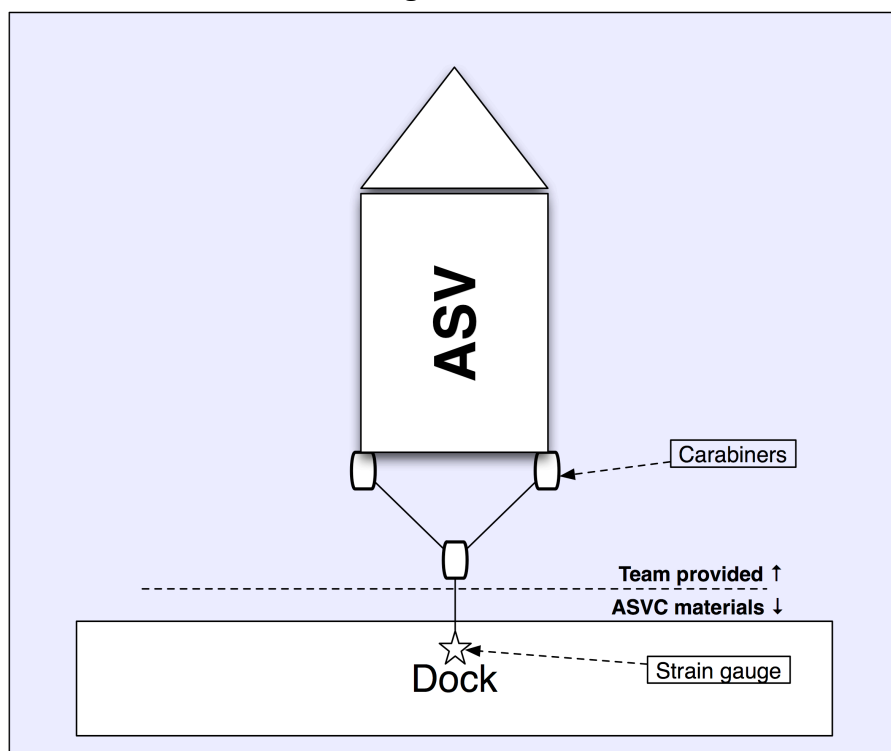 ASV
Carabiners
Team provided ↑
ASVC materials ↓
Dock
Strain gauge